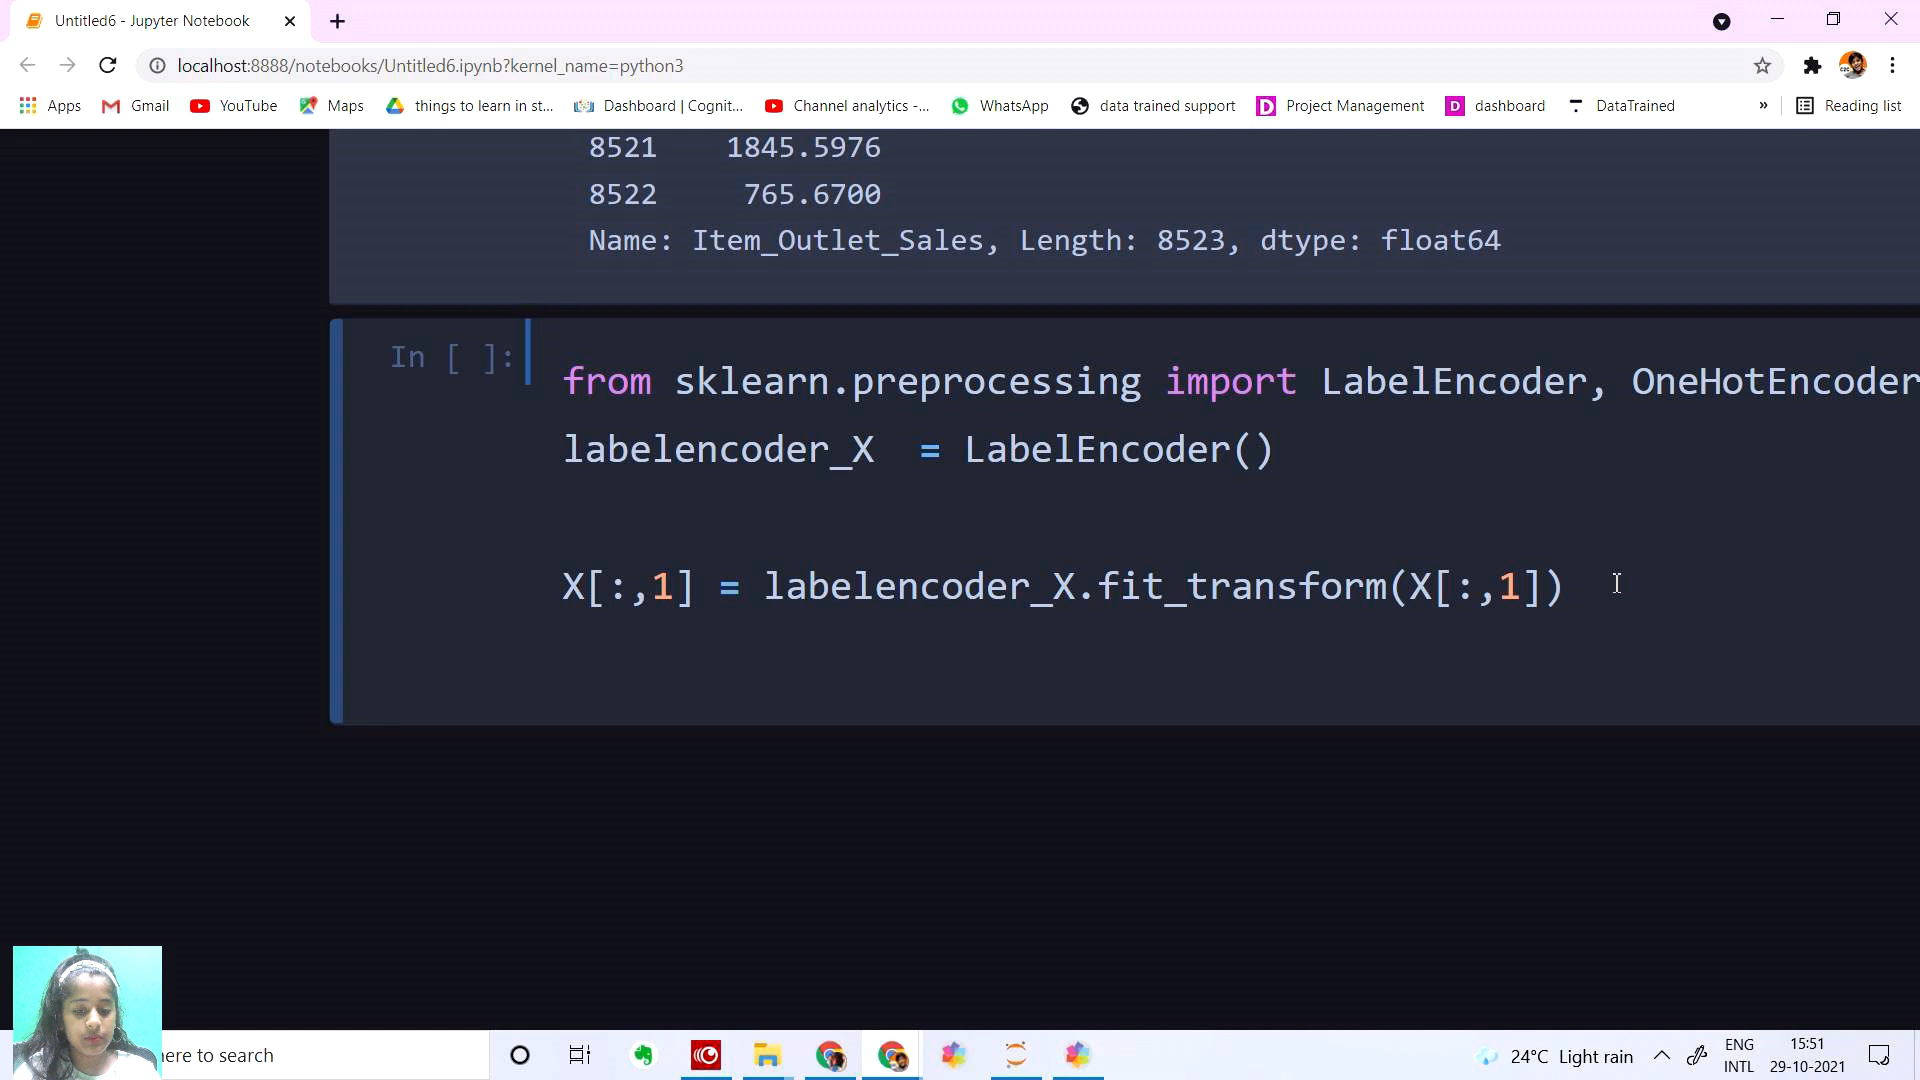 Untitled6 - Jupyter Notebook
localhost:8888/notebooks/Untitled6.ipynb?kernel_name=python3
Apps Gmail YouTube Maps things to learn in st... Dashboard | Cognit... Channel analytics -... WhatsApp data trained support Project Management dashboard DataTrained » Reading list
8521 1845.5976
8522 765.6700
Name: Item_Outlet_Sales, Length: 8523, dtype: float64
In [ ]:
from sklearn.preprocessing import LabelEncoder, OneHotEncoder
labelencoder_X = LabelEncoder()
X[:,1] = labelencoder_X.fit_transform(X[:,1])
here to search
24°C Light rain
ENG
INTL
15:51
29-10-2021